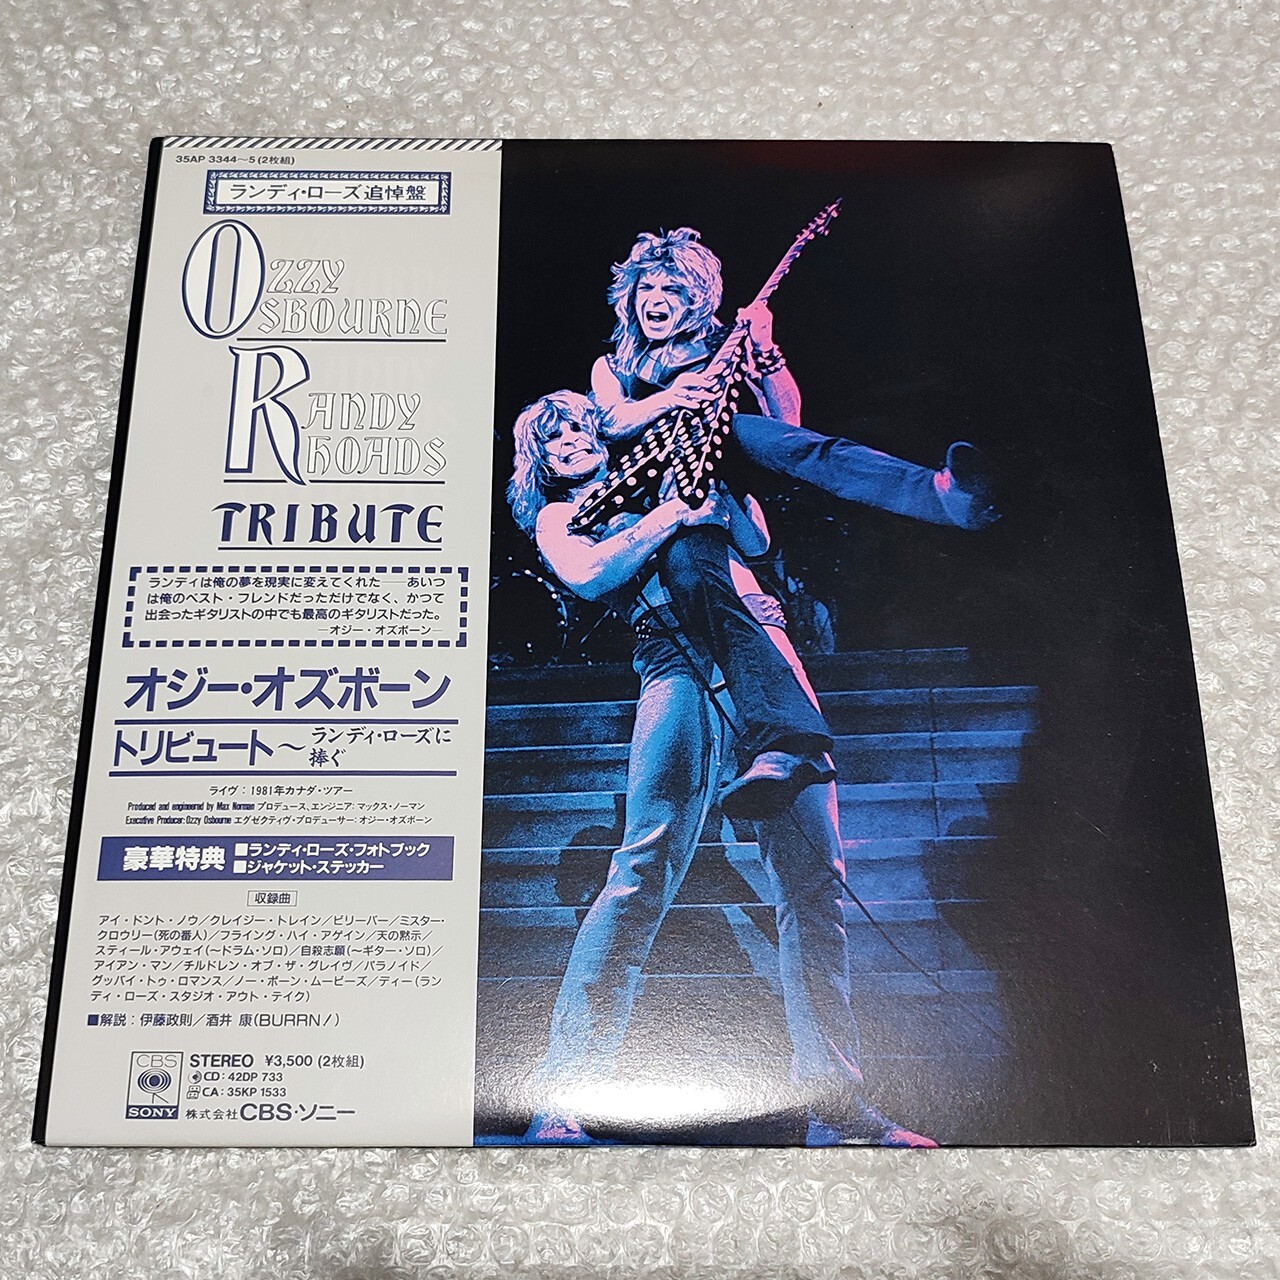 35AP 3344〜5(2枚組)
ランディ・ローズ追悼盤
OZZY
OSBOURNE
RANDY
RHOADS
TRIBUTE
ランディは俺の夢を現実に変えてくれた――あいつ
は俺のベスト・フレンドだっただけでなく、かつて
出会ったギタリストの中でも最高のギタリストだった。
―オジー・オズボーン―
オジー・オズボーン
トリビュート〜ランディ・ローズに
捧ぐ
ライヴ：1981年カナダ・ツアー
Produced and engineered by Max Norman プロデュース、エンジニア：マックス・ノーマン
Executive Producer: Ozzy Osbourne エグゼクティヴ・プロデューサー：オジー・オズボーン
豪華特典 ■ランディ・ローズ・フォトブック
■ジャケット・ステッカー
収録曲
アイ・ドント・ノウ／クレイジー・トレイン／ビリーバー／ミスター・
クロウリー(死の番人)／フライング・ハイ・アゲイン／天の黙示／
スティール・アウェイ(〜ドラム・ソロ)／自殺志願(〜ギター・ソロ)／
アイアン・マン／チルドレン・オブ・ザ・グレイヴ／パラノイド／
グッバイ・トゥ・ロマンス／ノー・ボーン・ムービーズ／ディー(ラン
ディ・ローズ・スタジオ・アウト・テイク)
■解説：伊藤政則／酒井 康(BURRN!)
CBS
SONY
STEREO ¥3,500(2枚組)
CD：42DP 733
CA：35KP 1533
株式会社CBS・ソニー